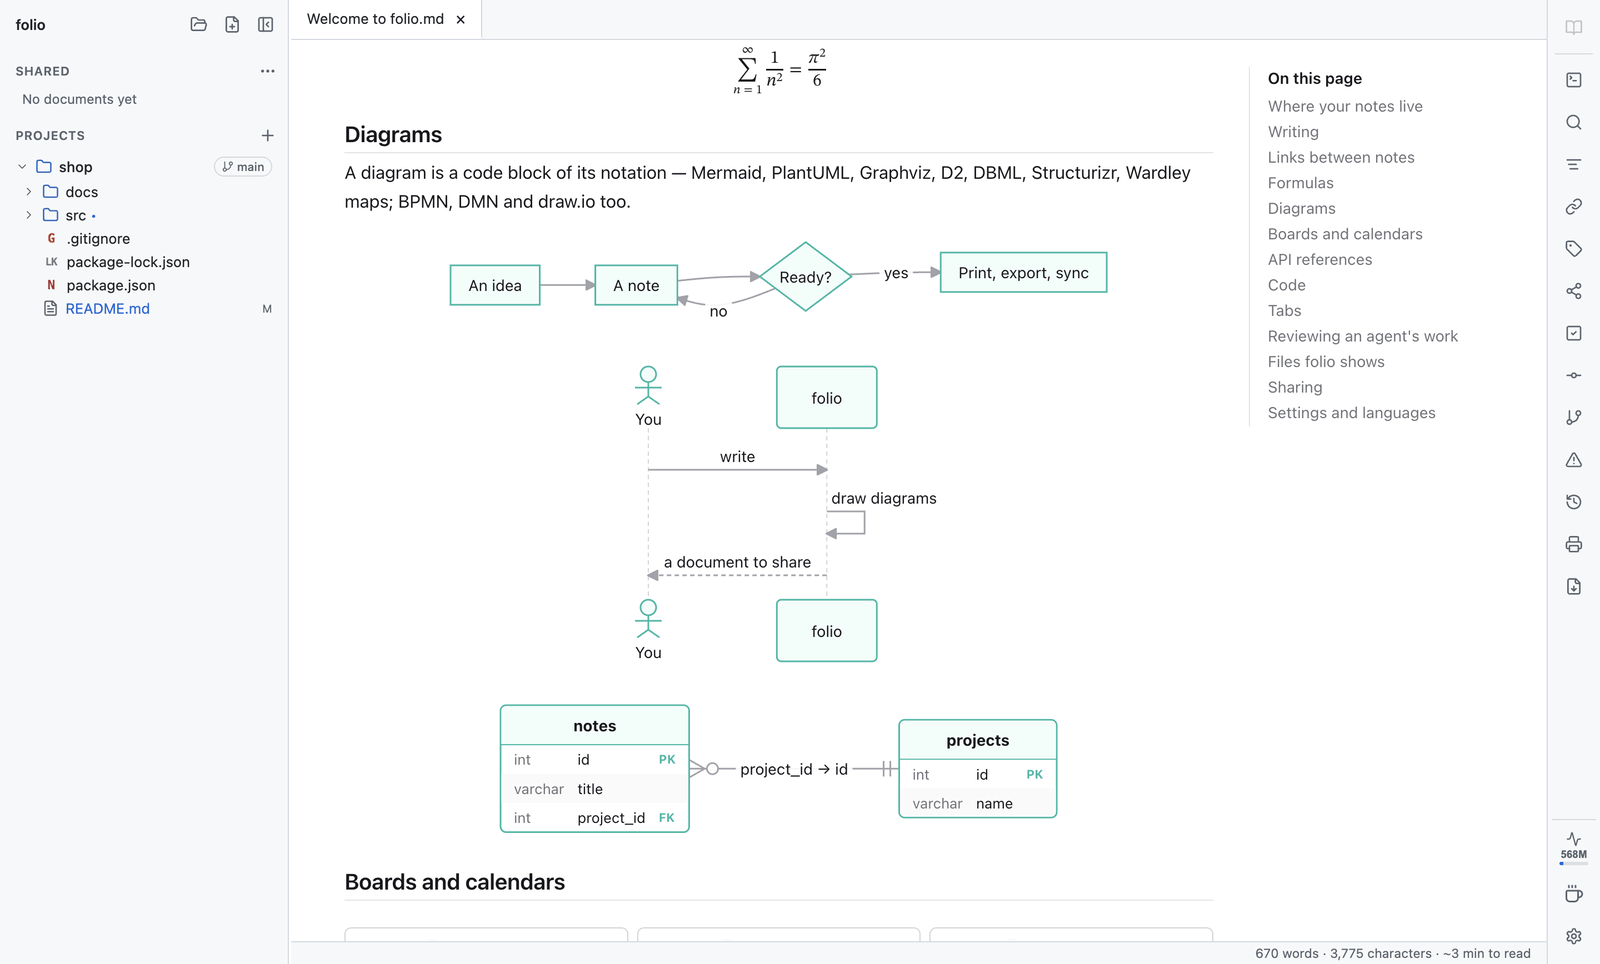 folio
SHARED
No documents yet
PROJECTS
shop
main
docs
src •
G .gitignore
LK package-lock.json
N package.json
README.md M
Welcome to folio.md ×
∞
∑ 1/n² = π²/6
n = 1
Diagrams
A diagram is a code block of its notation — Mermaid, PlantUML, Graphviz, D2, DBML, Structurizr, Wardley
maps; BPMN, DMN and draw.io too.
An idea
A note
Ready?
yes
Print, export, sync
no
You
folio
write
draw diagrams
a document to share
You
folio
notes
int id PK
varchar title
int project_id FK
project_id → id
projects
int id PK
varchar name
Boards and calendars
On this page
Where your notes live
Writing
Links between notes
Formulas
Diagrams
Boards and calendars
API references
Code
Tabs
Reviewing an agent's work
Files folio shows
Sharing
Settings and languages
568M
670 words · 3,775 characters · ~3 min to read